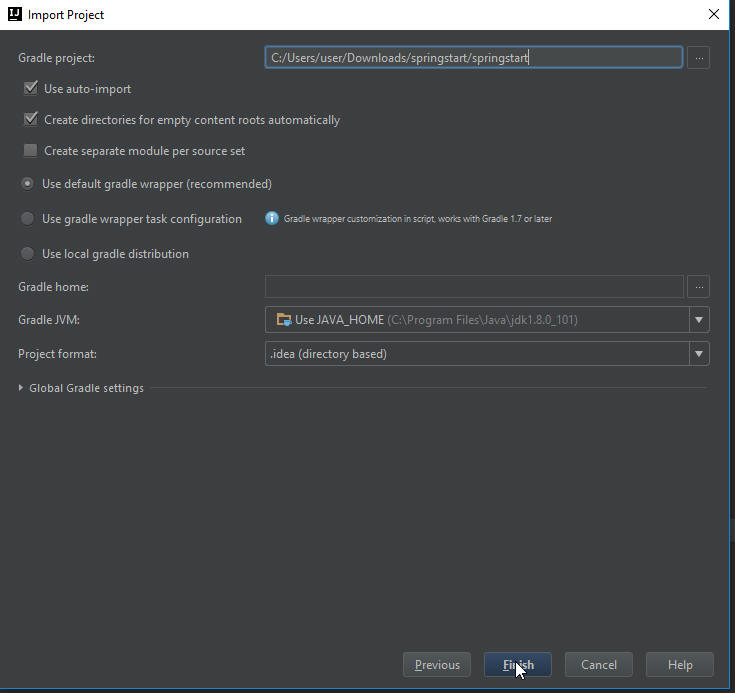 IJ Import Project
Gradle project: C:/Users/user/Downloads/springstart/springstart ...
Use auto-import
Create directories for empty content roots automatically
Create separate module per source set
Use default gradle wrapper (recommended)
Use gradle wrapper task configuration Gradle wrapper customization in script, works with Gradle 1.7 or later
Use local gradle distribution
Gradle home: ...
Gradle JVM: Use JAVA_HOME (C:\Program Files\Java\jdk1.8.0_101)
Project format: .idea (directory based)
Global Gradle settings
Previous Finish Cancel Help